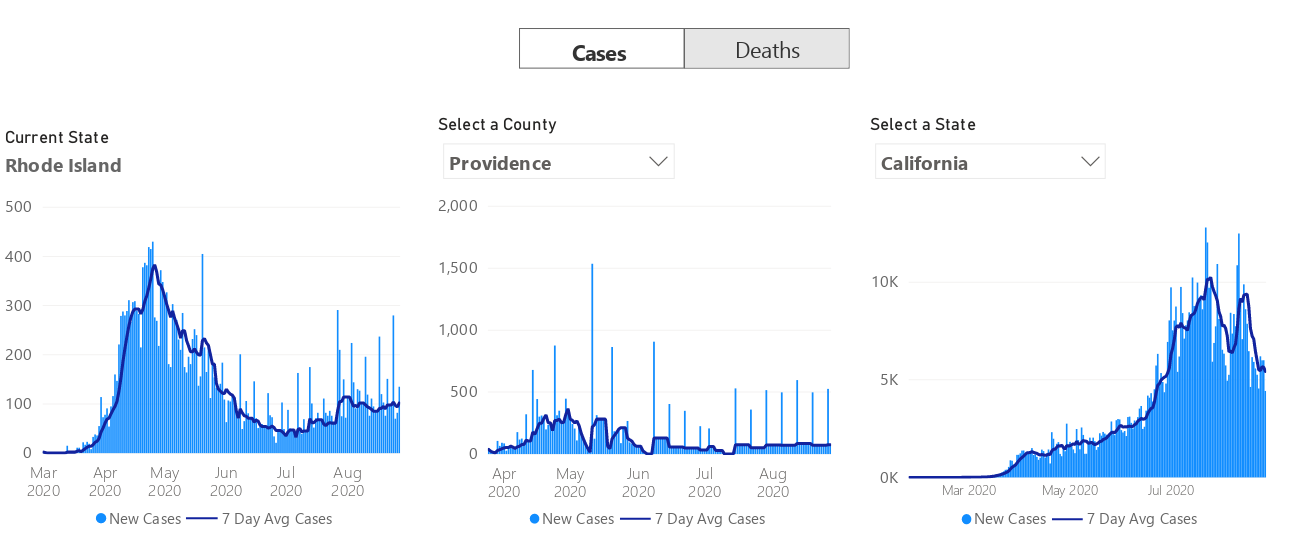 Cases Deaths
Current State
Rhode Island
500
400
300
200
100
0
Mar 2020
Apr 2020
May 2020
Jun 2020
Jul 2020
Aug 2020
New Cases 7 Day Avg Cases
Select a County
Providence
2,000
1,500
1,000
500
0
Apr 2020
May 2020
Jun 2020
Jul 2020
Aug 2020
New Cases 7 Day Avg Cases
Select a State
California
10K
5K
0K
Mar 2020 May 2020 Jul 2020
New Cases 7 Day Avg Cases